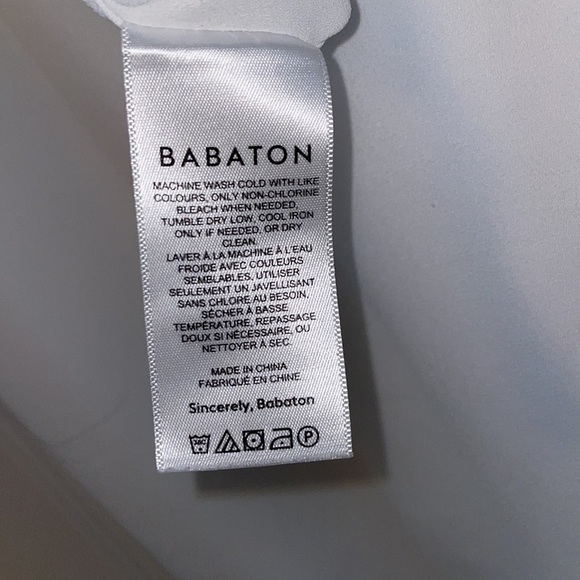 BABATON
MACHINE WASH COLD WITH LIKE
COLOURS, ONLY NON-CHLORINE
BLEACH WHEN NEEDED,
TUMBLE DRY LOW, COOL IRON
ONLY IF NEEDED, OR DRY
CLEAN.
LAVER À LA MACHINE À L'EAU
FROIDE AVEC COULEURS
SEMBLABLES, UTILISER
SEULEMENT UN JAVELLISANT
SANS CHLORE AU BESOIN,
SÉCHER À BASSE
TEMPÉRATURE, REPASSAGE
DOUX SI NÉCESSAIRE, OU
NETTOYER À SEC.
MADE IN CHINA
FABRIQUÉ EN CHINE
Sincerely, Babaton
P